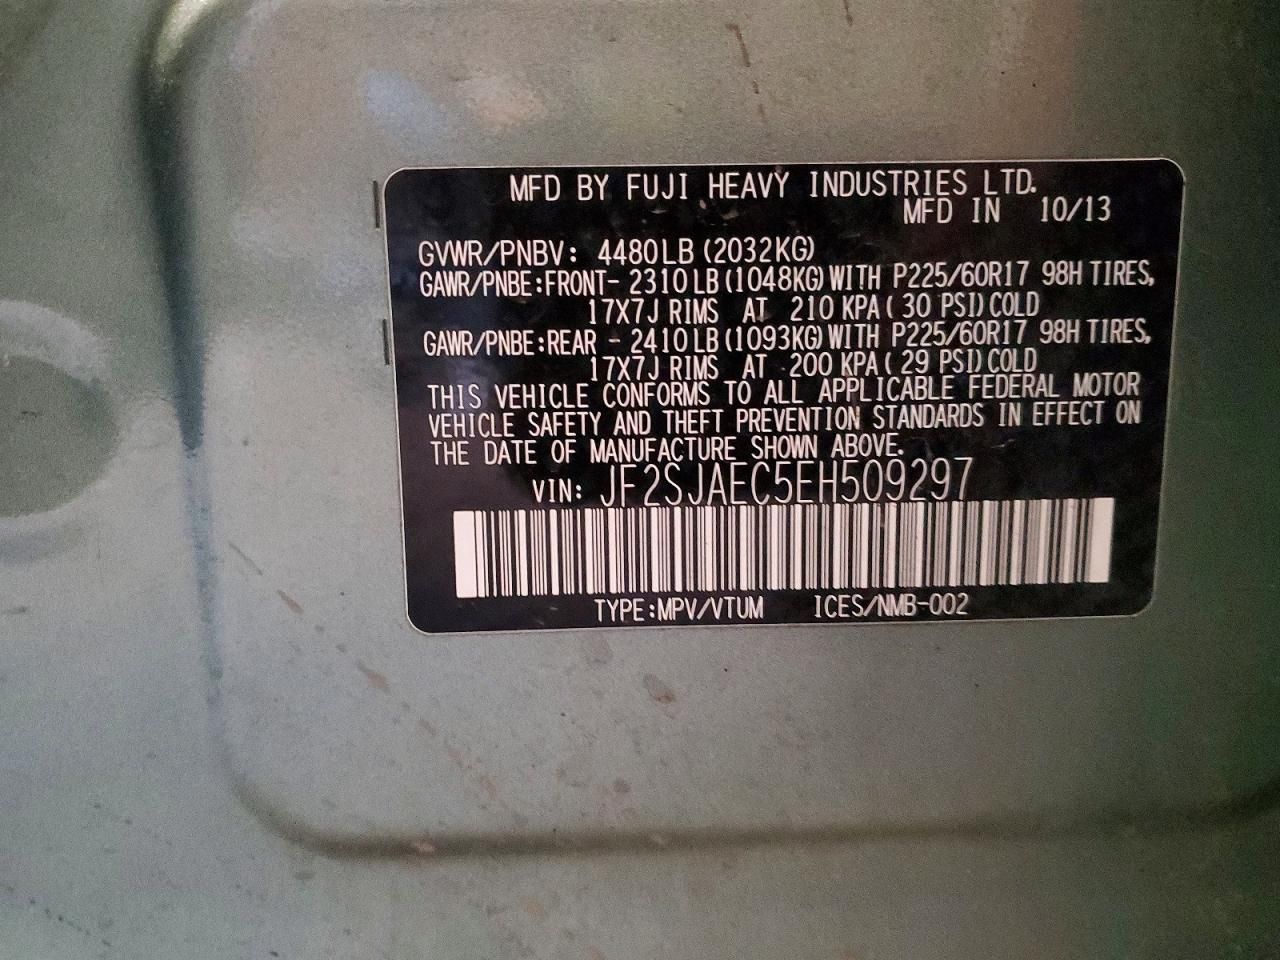 MFD BY FUJI HEAVY INDUSTRIES LTD.
MFD IN 10/13
GVWR/PNBV: 4480LB (2032KG)
GAWR/PNBE:FRONT- 2310LB (1048KG) WITH P225/60R17 98H TIRES,
17X7J RIMS AT 210 KPA( 30 PSI) COLD
GAWR/PNBE:REAR - 2410LB (1093KG) WITH P225/60R17 98H TIRES,
17X7J RIMS AT 200 KPA( 29 PSI) COLD
THIS VEHICLE CONFORMS TO ALL APPLICABLE FEDERAL MOTOR
VEHICLE SAFETY AND THEFT PREVENTION STANDARDS IN EFFECT ON
THE DATE OF MANUFACTURE SHOWN ABOVE.
VIN: JF2SJAEC5EH509297
TYPE:MPV/VTUM ICES/NMB-002